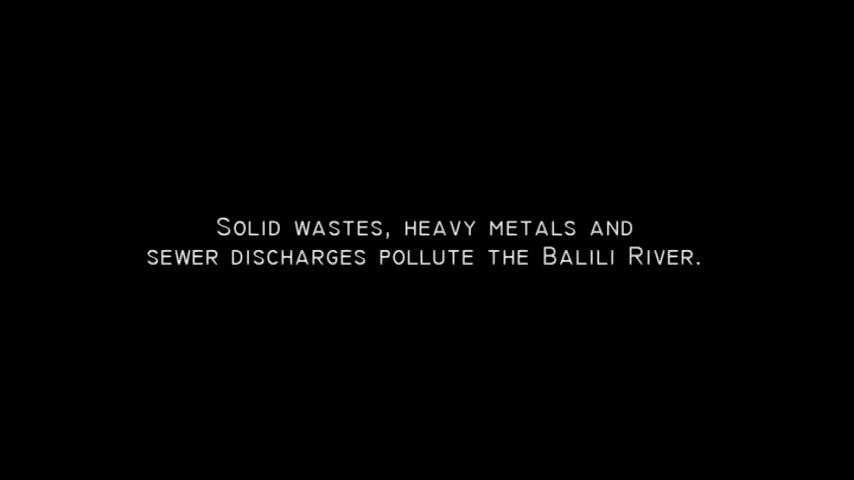 Solid wastes, heavy metals and
sewer discharges pollute the Balili River.